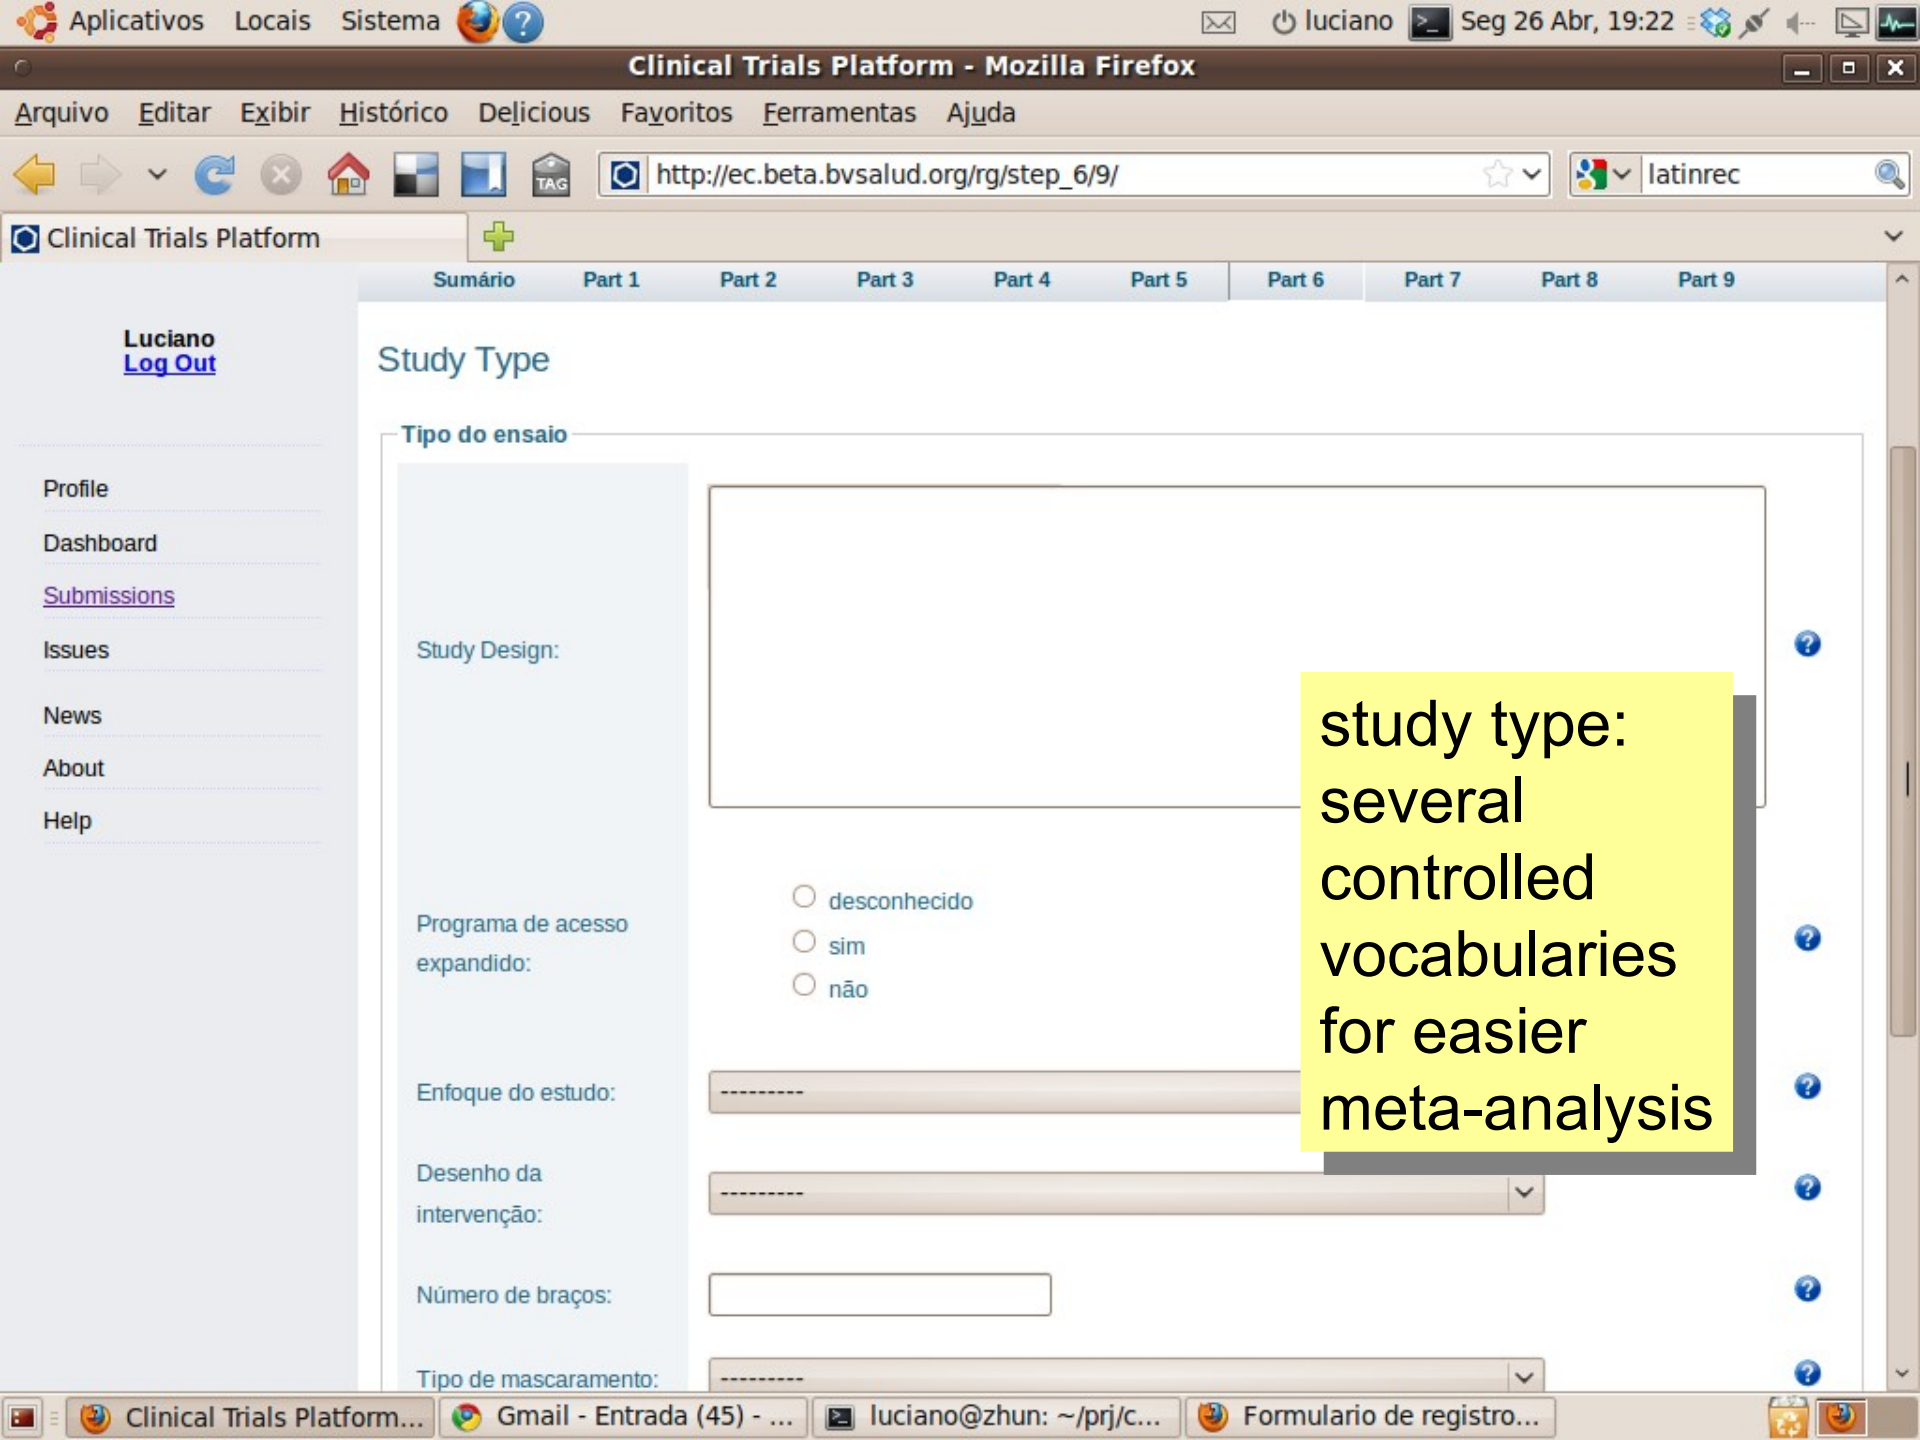 Aplicativos Locais Sistema luciano Seg 26 Abr, 19:22
Clinical Trials Platform - Mozilla Firefox
Arquivo Editar Exibir Histórico Delicious Favoritos Ferramentas Ajuda
TAG http://ec.beta.bvsalud.org/rg/step_6/9/ latinrec
Clinical Trials Platform
Sumário Part 1 Part 2 Part 3 Part 4 Part 5 Part 6 Part 7 Part 8 Part 9
Luciano
Log Out
Profile
Dashboard
Submissions
Issues
News
About
Help
Study Type
Tipo do ensaio
Study Design:
Programa de acesso
expandido:
desconhecido
sim
não
Enfoque do estudo:
---------
Desenho da
intervenção:
---------
Número de braços:
Tipo de mascaramento:
---------
study type:
several
controlled
vocabularies
for easier
meta-analysis
Clinical Trials Platform... Gmail - Entrada (45) - ... luciano@zhun: ~/prj/c... Formulario de registro...